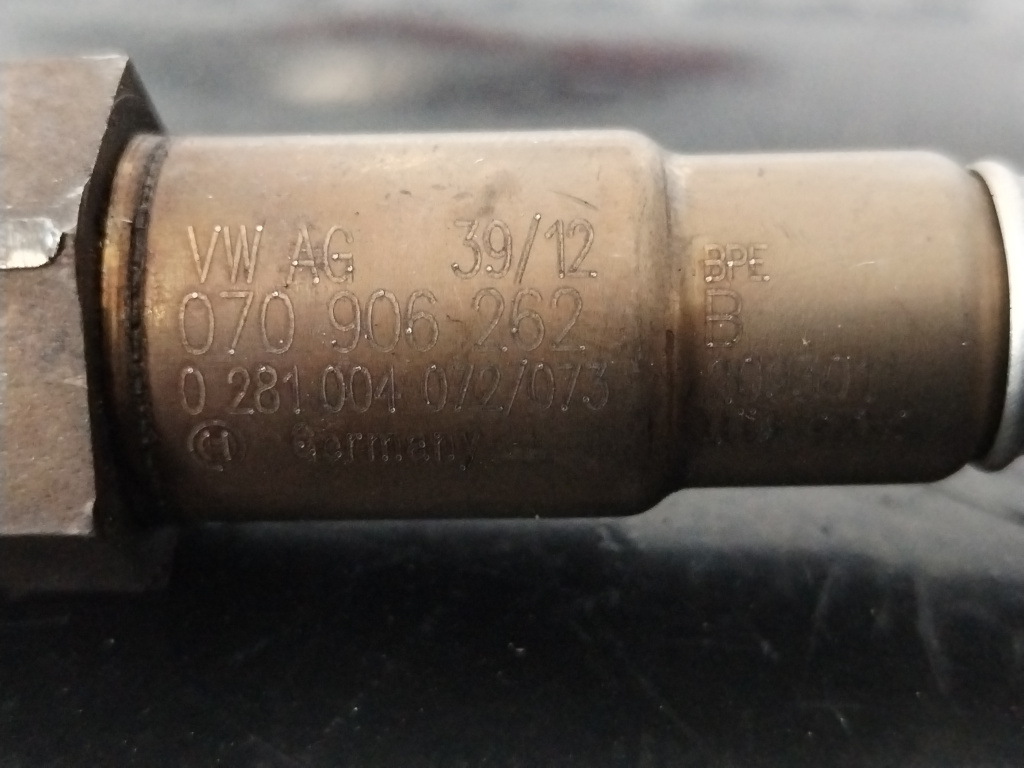 VW AG 39/12
070 906 262
0 281 004 072/073
Germany
BPE
B